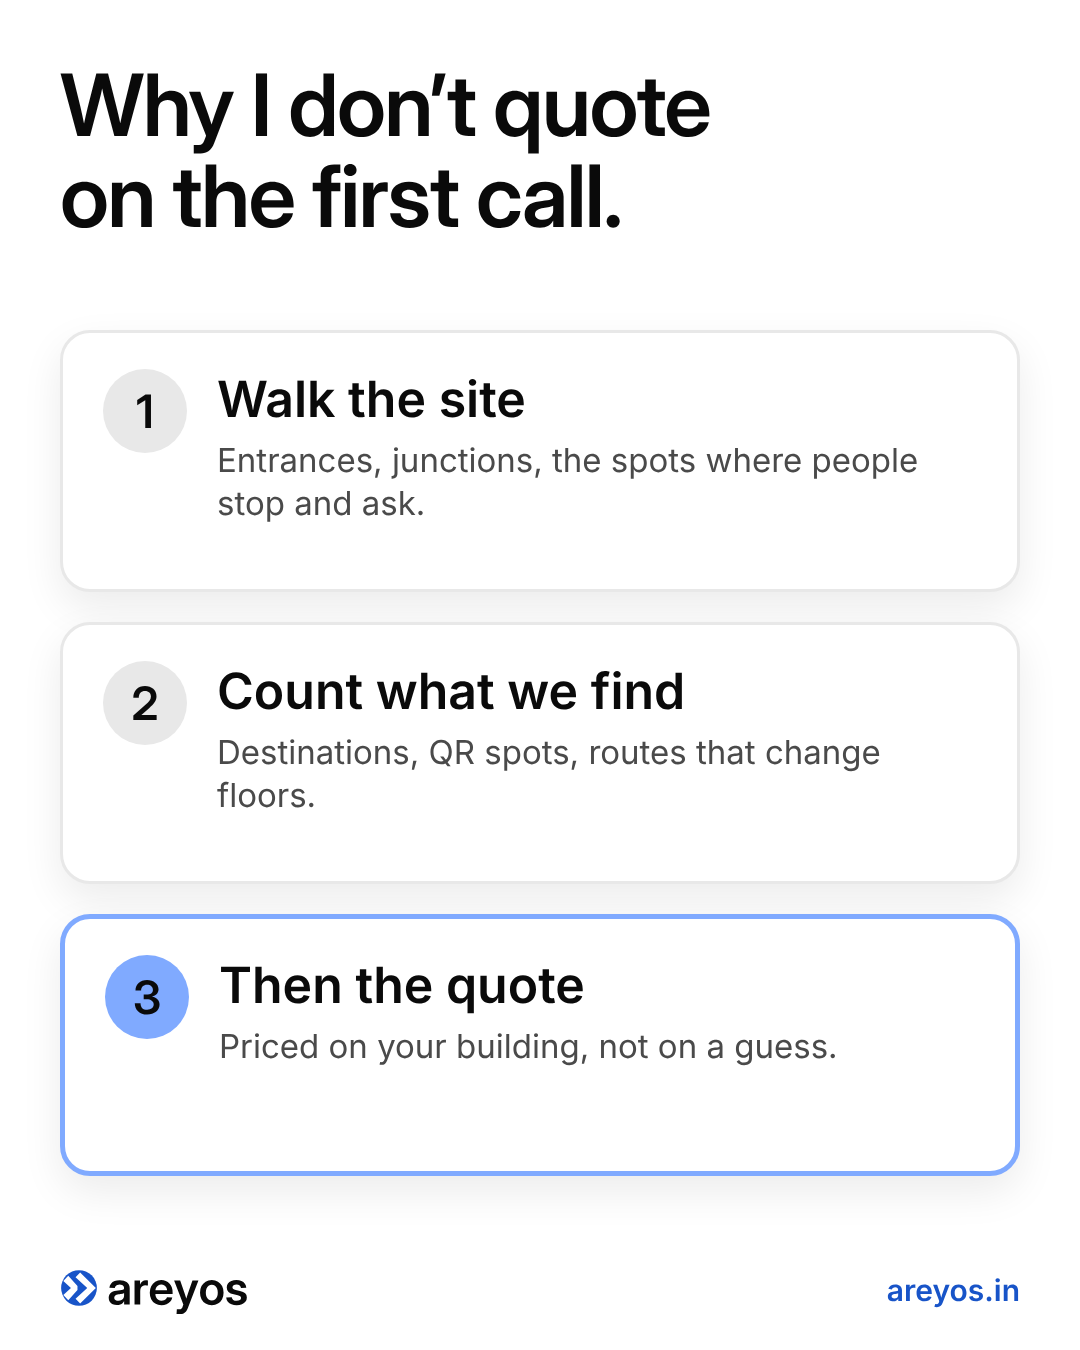 Why I don’t quote
on the first call.
1
Walk the site
Entrances, junctions, the spots where people
stop and ask.
2
Count what we find
Destinations, QR spots, routes that change
floors.
3
Then the quote
Priced on your building, not on a guess.
areyos
areyos.in